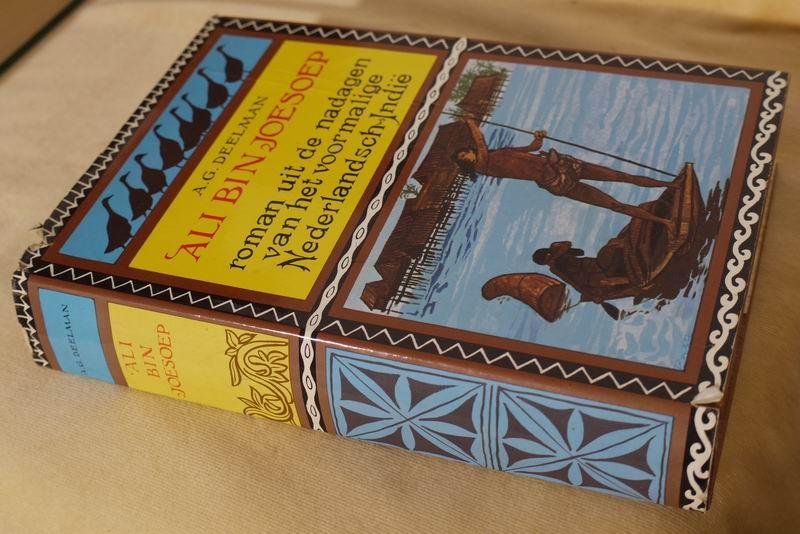 A.G. DEELMAN
'ALI BIN JOESOEP
roman uit de nadagen
van het voormalige
Nederlandsch-Indië
A.G. DEELMAN
'ALI
BIN
JOESOEP